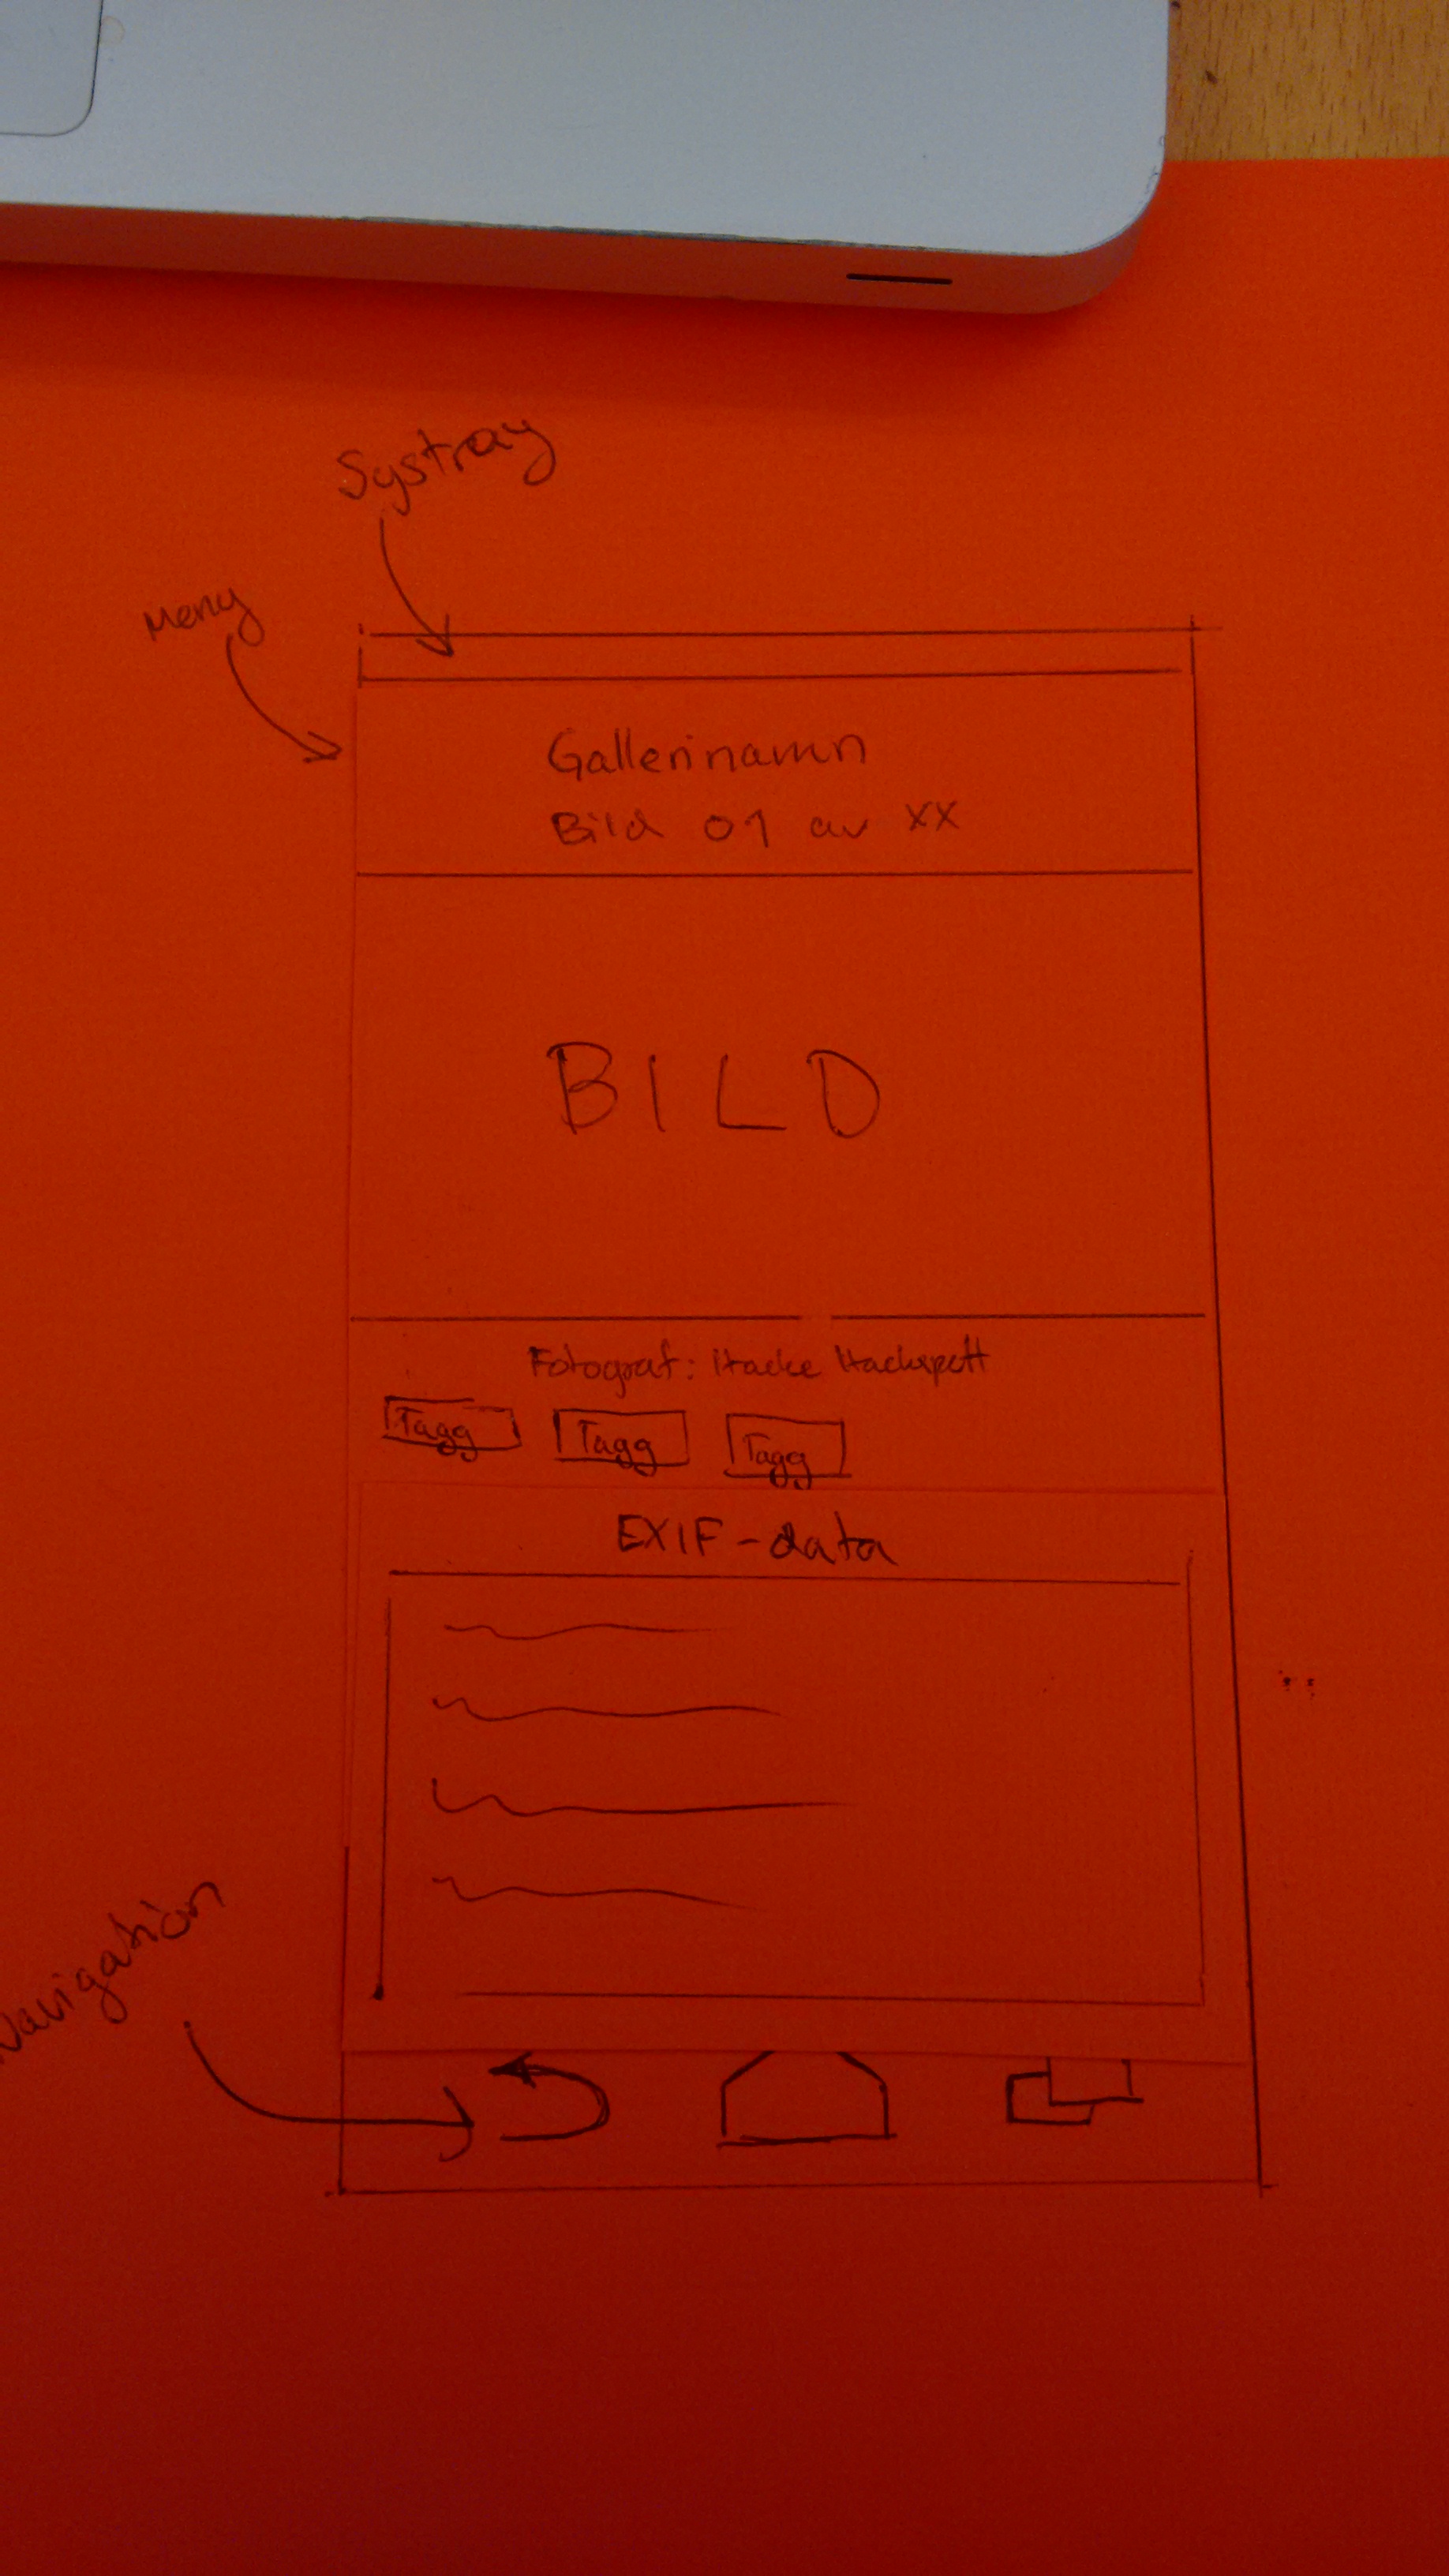 Systray
Meny
Gallerinamn
Bild 01 av XX
BILD
Fotograf: Hacke Hackspett
Tagg Tagg Tagg
EXIF-data
Navigation